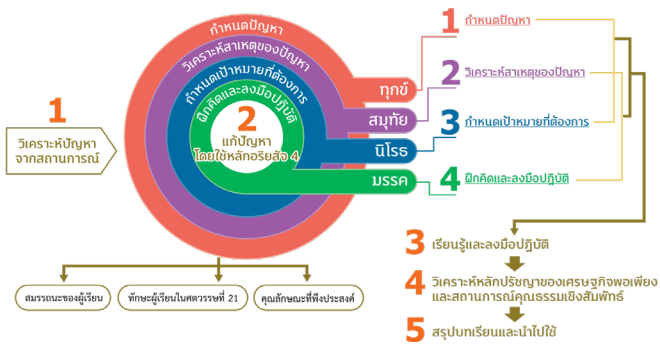 1
วิเคราะห์ปัญหา
จากสถานการณ์
กำหนดปัญหา
วิเคราะห์สาเหตุของปัญหา
กำหนดเป้าหมายที่ต้องการ
ฝึกคิดและลงมือปฏิบัติ
2
แก้ปัญหา
โดยใช้หลักอริยสัจ 4
ทุกข์
สมุทัย
นิโรธ
มรรค
1 กำหนดปัญหา
2 วิเคราะห์สาเหตุของปัญหา
3 กำหนดเป้าหมายที่ต้องการ
4 ฝึกคิดและลงมือปฏิบัติ
สมรรถนะของผู้เรียน
ทักษะผู้เรียนในศตวรรษที่ 21
คุณลักษณะที่พึงประสงค์
3 เรียนรู้และลงมือปฏิบัติ
4 วิเคราะห์หลักปรัชญาของเศรษฐกิจพอเพียง
และสถานการณ์คุณธรรมเชิงสัมพัทธ์
5 สรุปบทเรียนและนำไปใช้